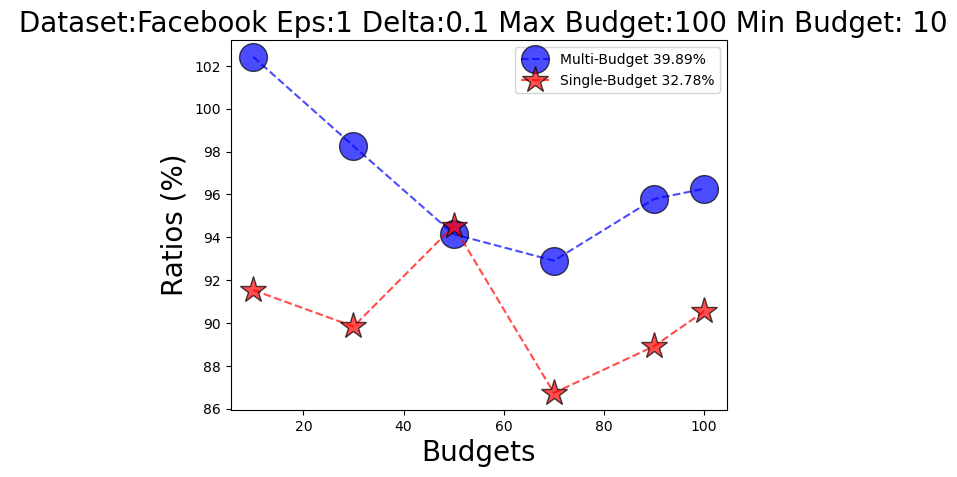 Dataset:Facebook Eps:1 Delta:0.1 Max Budget:100 Min Budget: 10
Multi-Budget 39.89%
Single-Budget 32.78%
Ratios (%)
102
100
98
96
94
92
90
88
86
20 40 60 80 100
Budgets